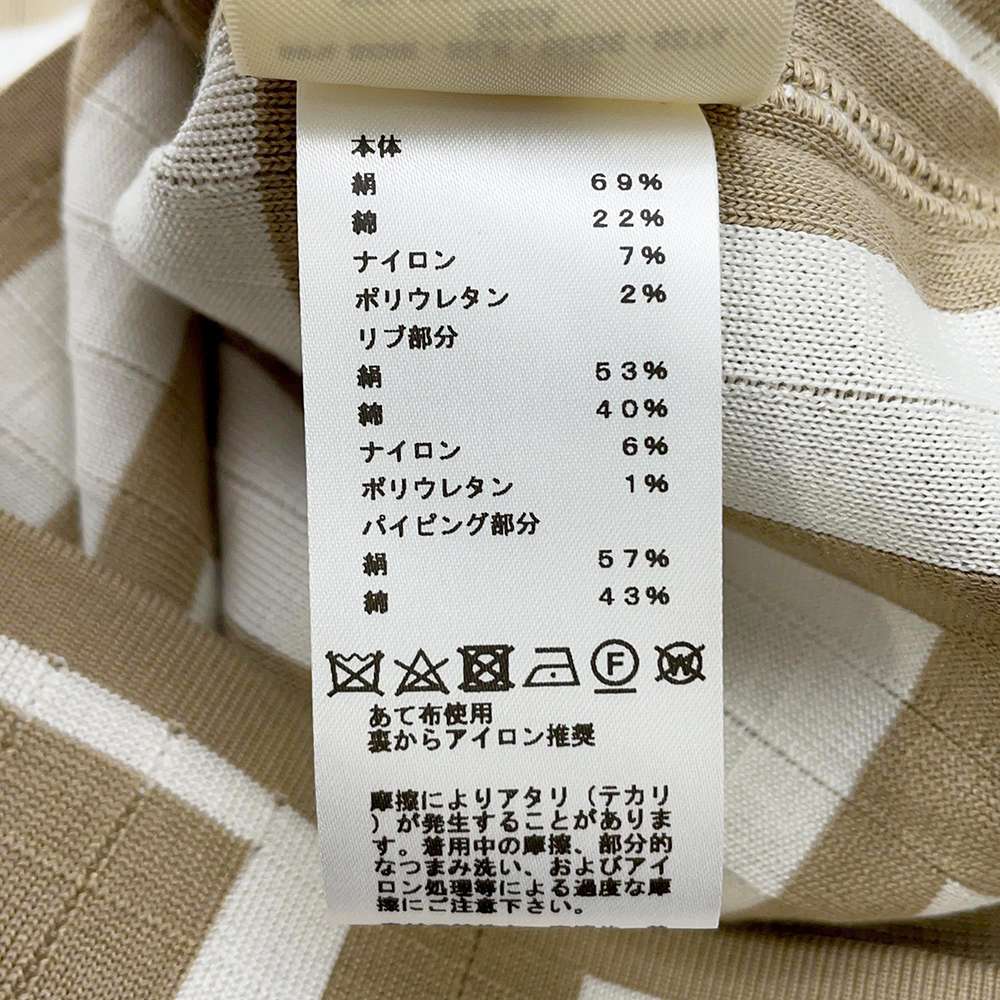 本体
絹 69%
綿 22%
ナイロン 7%
ポリウレタン 2%
リブ部分
絹 53%
綿 40%
ナイロン 6%
ポリウレタン 1%
パイピング部分
絹 57%
綿 43%
F W
あて布使用
裏からアイロン推奨
摩擦によりアタリ（テカリ
）が発生することがありま
す。着用中の摩擦、部分的
なつまみ洗い、およびアイ
ロン処理等による過度な摩
擦にご注意下さい。